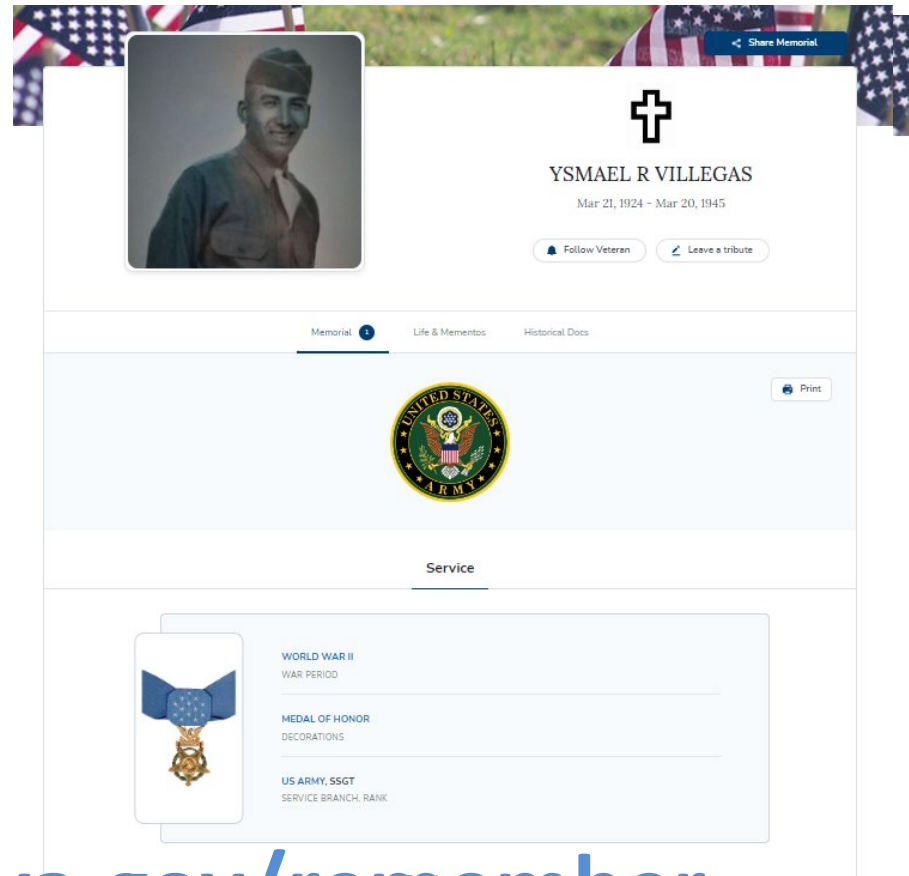 Share Memorial
YSMAEL R VILLEGAS
Mar 21, 1924 - Mar 20, 1945
Follow Veteran
Leave a tribute
Memorial 1
Life & Mementos
Historical Docs
Print
UNITED STATES
ARMY
Service
WORLD WAR II
WAR PERIOD
MEDAL OF HONOR
DECORATIONS
US ARMY, SSGT
SERVICE BRANCH, RANK